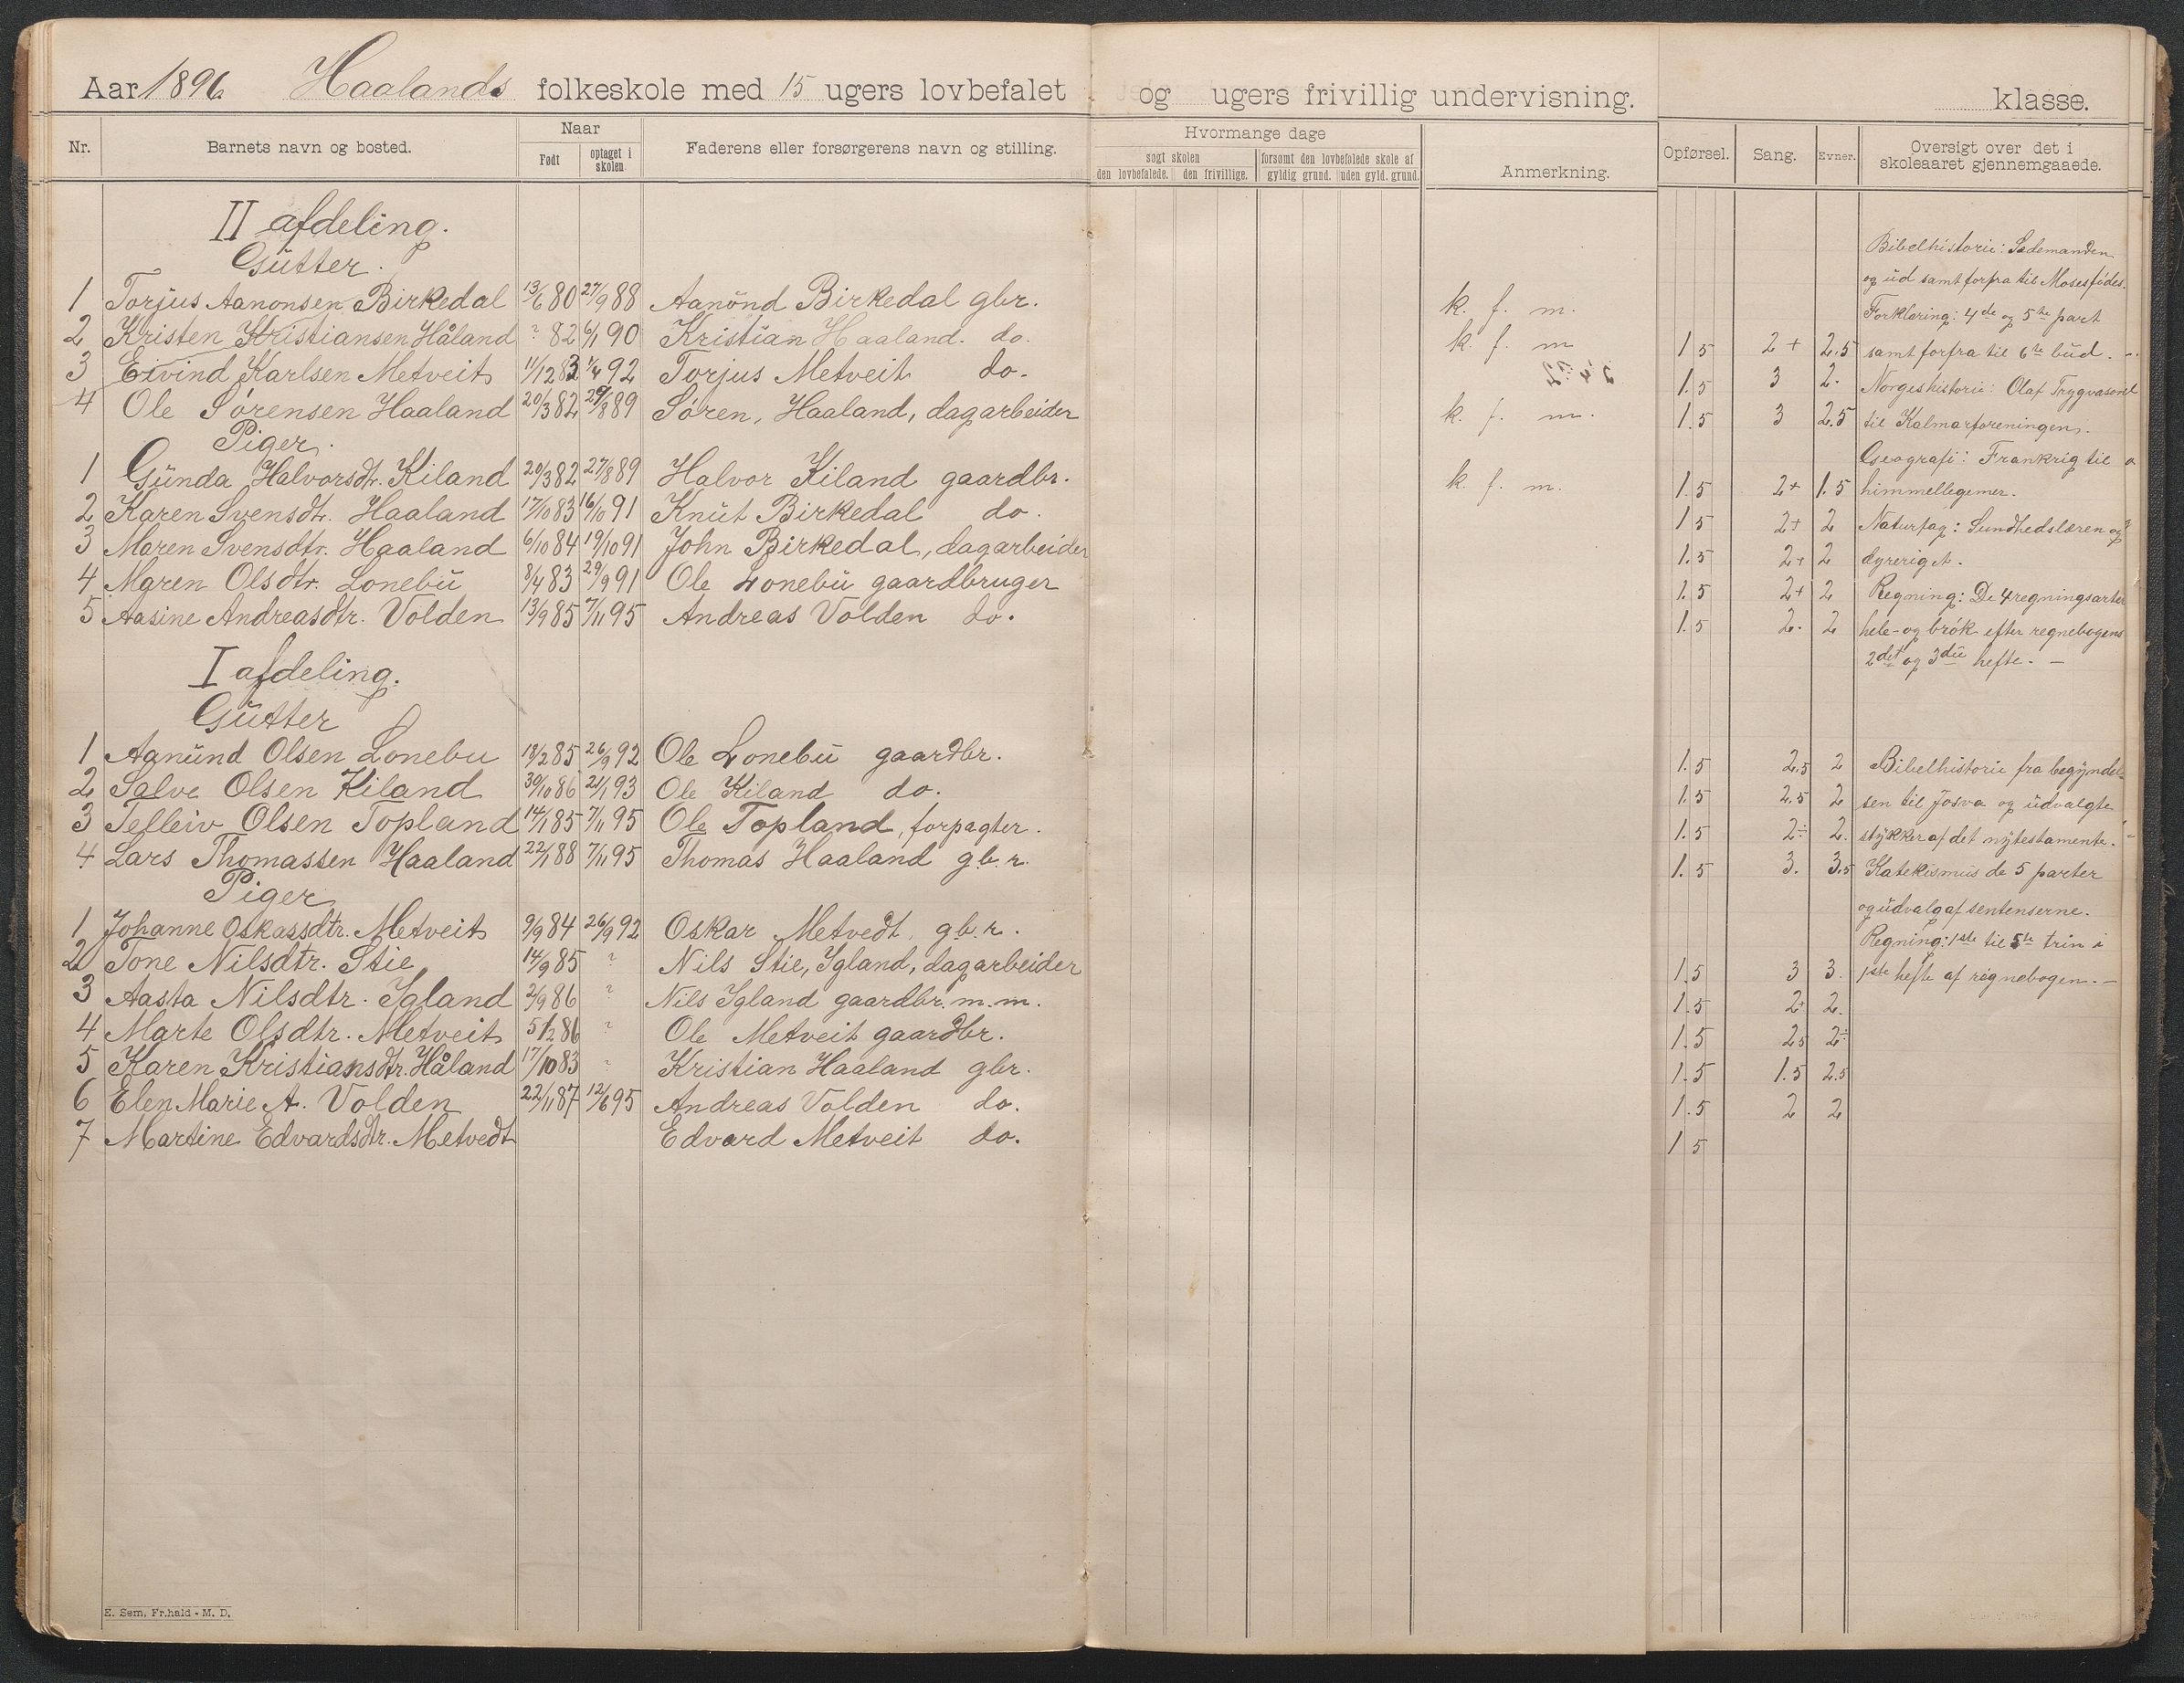 Aar 1896 Haalands folkeskole med 15 ugers lovbefalet og ugers frivillig undervisning. klasse.
Nr. Barnets navn og bosted. Naar Født optaget i skolen. Faderens eller forsørgerens navn og stilling. Hvormange dage søgt skolen den lovbefalede. den frivillige. forsømt den lovbefalede skole af gyldig grund. uden gyld. grund. Anmerkning. Opførsel. Sang. Evner. Oversigt over det i skoleaaret gjennemgaaede.
II afdeling.
Gutter.
1 Torjus Aanonsen Birkedal 13/6 80 27/9 88 Aanond Birkedal gbr. k. f. m.
2 Kristen Kristiansen Håland ? 82 6/1 90 Kristian Haaland. do. k. f. m 1 5 2+ 2.5
3 Eivind Karlsen Metveit 11/12 83 1/4 92 Torjus Metveit do. 1.5 3 2.
4 Ole Sørensen Haaland 20/3 82 29/8 89 Søren, Haaland, dagarbeider k. f. m. 1.5 3 2.5
Piger.
1 Gunda Halvorsdtr. Kiland 20/3 82 27/8 89 Halvor Kiland gaardbr. k. f. m. 1.5 2+ 1.5
2 Karen Svensdtr. Haaland 17/10 83 16/10 91 Knut Birkedal do. 1 5 2+ 2
3 Maren Svensdtr. Haaland 6/10 84 19/10 91 John Birkedal, dagarbeider 1.5 2+ 2
4 Maren Olsdtr. Lonebu 8/4 83 29/9 91 Ole Lonebu gaardbruger 1.5 2+ 2
5 Aasine Andreasdtr. Volden 13/9 85 7/11 95 Andreas Volden do. 1.5 2. 2
Bibelhistorie: Sædemanden
og ud samt forfra til Moses fødes.
Forklaring: 4de og 5te part
samt forfra til 6te bud.
Norgeshistorie: Olaf Trygvasøn
til Kalmarforeningen.
Geografi: Frankrig til
himmellegemer.
Naturfag: Sundhedslæren og
dyreriget.
Regning: De 4 regningsarter
hele- og brøk efter regnebogens
2det og 3die hefte. –
I afdeling.
Gutter
1 Aanund Olsen Lonebu 18/2 85 26/9 92 Ole Lonebu gaardbr. 1.5 2.5 2
2 Salve Olsen Kiland 30/10 86 21/1 93 Ole Kiland do. 1.5 2.5 2
3 Telleiv Olsen Topland 14/1 85 7/11 95 Ole Topland, forpagter. 1.5 2÷ 2.
4 Lars Thomassen Haaland 22/1 88 7/11 95 Thomas Haaland gb.r. 1.5 3. 3.5
Piger
1 Johanne Oskarsdtr. Metveit 9/9 84 26/9 92 Oskar Metvedt, gb.r. 1.5 3 3.
2 Tone Nilsdtr. Stie 14/9 85 ? Nils Stie, Igland, dagarbeider 1.5 2+ 2.
3 Aasta Nilsdtr. Igland 2/9 86 ? Nils Igland gaardbr. m.m. 1.5 25 2÷
4 Marte Olsdtr. Metveit 5/2 86 ? Ole Metveit gaardbr. 1.5 1.5 2.5
5 Karen Kristiansdtr. Håland 17/10 83 Kristian Haaland gbr. 1.5 2 2
6 Elen Marie A. Volden 22/11 87 12/6 95 Andreas Volden do. 1 5
7 Martine Edvardsdtr. Metvedt Edvard Metveit do.
Bibelhistorie fra begyndel-
sen til Josva og udvalgte
stykker af det nytestamente.
Katekismus de 5 parter
og udvalg af sentenserne.
Regning: 1ste til 5te trin i
1ste hefte af regnebogen. –
E. Sem, Fr.hald - M. D.